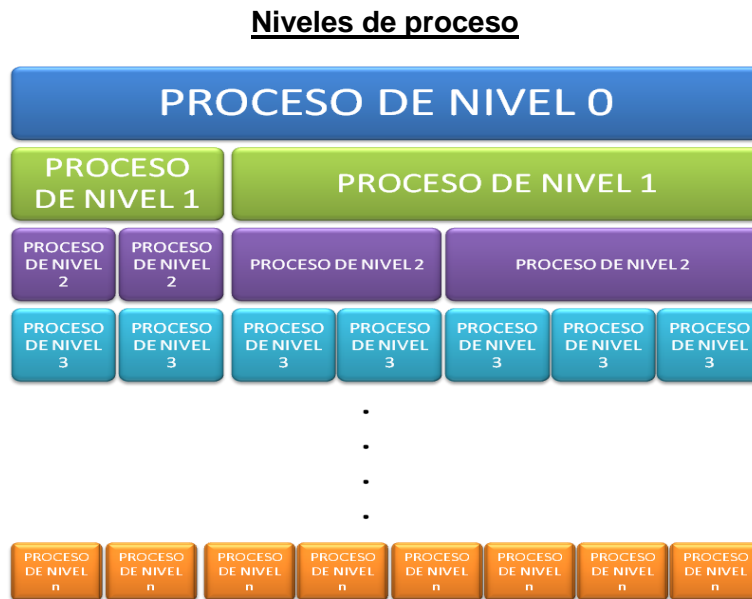 Niveles de proceso
PROCESO DE NIVEL 0
PROCESO
DE NIVEL 1
PROCESO DE NIVEL 1
PROCESO
DE NIVEL
2
PROCESO
DE NIVEL
2
PROCESO DE NIVEL 2
PROCESO DE NIVEL 2
PROCESO
DE NIVEL
3
PROCESO
DE NIVEL
3
PROCESO
DE NIVEL
3
PROCESO
DE NIVEL
3
PROCESO
DE NIVEL
3
PROCESO
DE NIVEL
3
PROCESO
DE NIVEL
3
.
.
.
.
PROCESO
DE NIVEL
n
PROCESO
DE NIVEL
n
PROCESO
DE NIVEL
n
PROCESO
DE NIVEL
n
PROCESO
DE NIVEL
n
PROCESO
DE NIVEL
n
PROCESO
DE NIVEL
n
PROCESO
DE NIVEL
n